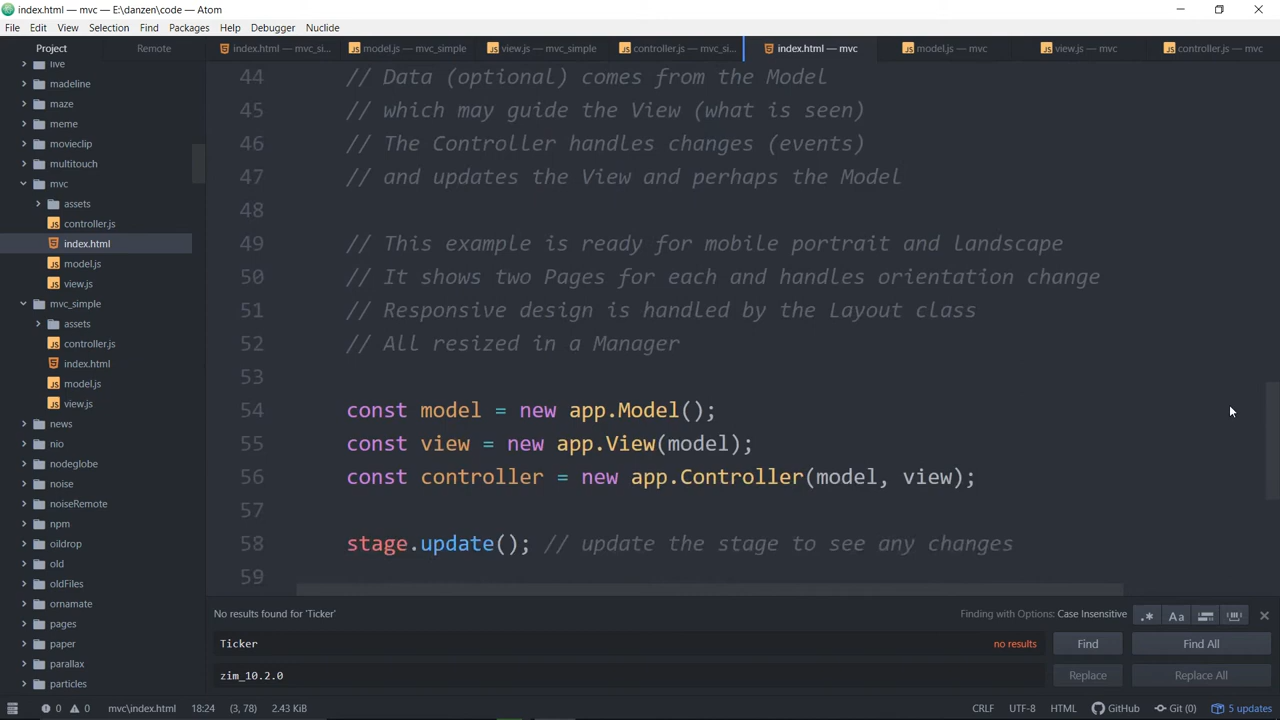 index.html — mvc — C:\Users\danzen\code — Atom
File Edit View Selection Find Packages Help Debugger Nuclide
Project Remote
index.html — mvc_si... model.js — mvc_simple view.js — mvc_simple controller.js — mvc_si... index.html — mvc model.js — mvc view.js — mvc controller.js — mvc
live
madeline
maze
meme
movieclip
multitouch
mvc
assets
controller.js
index.html
model.js
view.js
mvc_simple
assets
controller.js
index.html
model.js
view.js
news
nio
nodeglobe
noise
noiseRemote
npm
oildrop
old
oldFiles
ornamate
pages
paper
parallax
particles
44 // Data (optional) comes from the Model
45 // which may guide the View (what is seen)
46 // The Controller handles changes (events)
47 // and updates the View and perhaps the Model
48
49 // This example is ready for mobile portrait and landscape
50 // It shows two Pages for each and handles orientation change
51 // Responsive design is handled by the Layout class
52 // All resized in a Manager
53
54 const model = new app.Model();
55 const view = new app.View(model);
56 const controller = new app.Controller(model, view);
57
58 stage.update(); // update the stage to see any changes
59
No results found for 'Ticker' Finding with Options: Case Insensitive .* Aa
Ticker no results Find Find All
zim_10.2.0 Replace Replace All
0 0 mvc\index.html 18:24 (3, 78) 2.43 KiB CRLF UTF-8 HTML GitHub Git (0) 5 updates